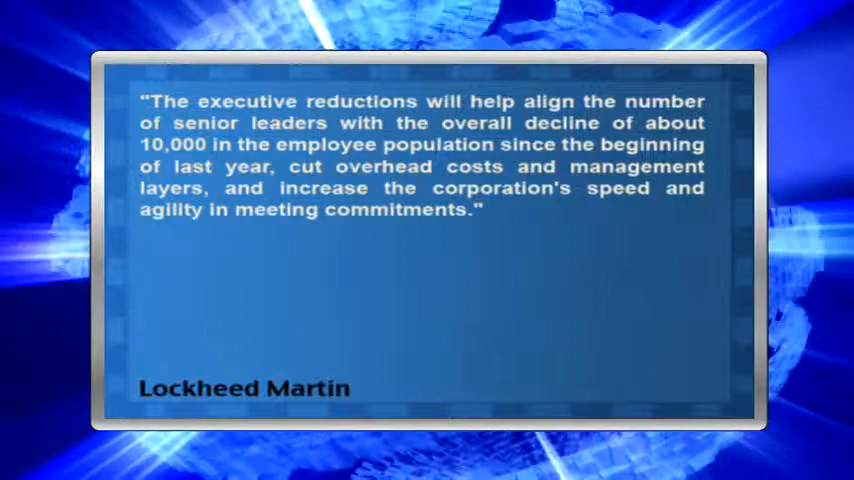 "The executive reductions will help align the number
of senior leaders with the overall decline of about
10,000 in the employee population since the beginning
of last year, cut overhead costs and management
layers, and increase the corporation's speed and
agility in meeting commitments."
Lockheed Martin